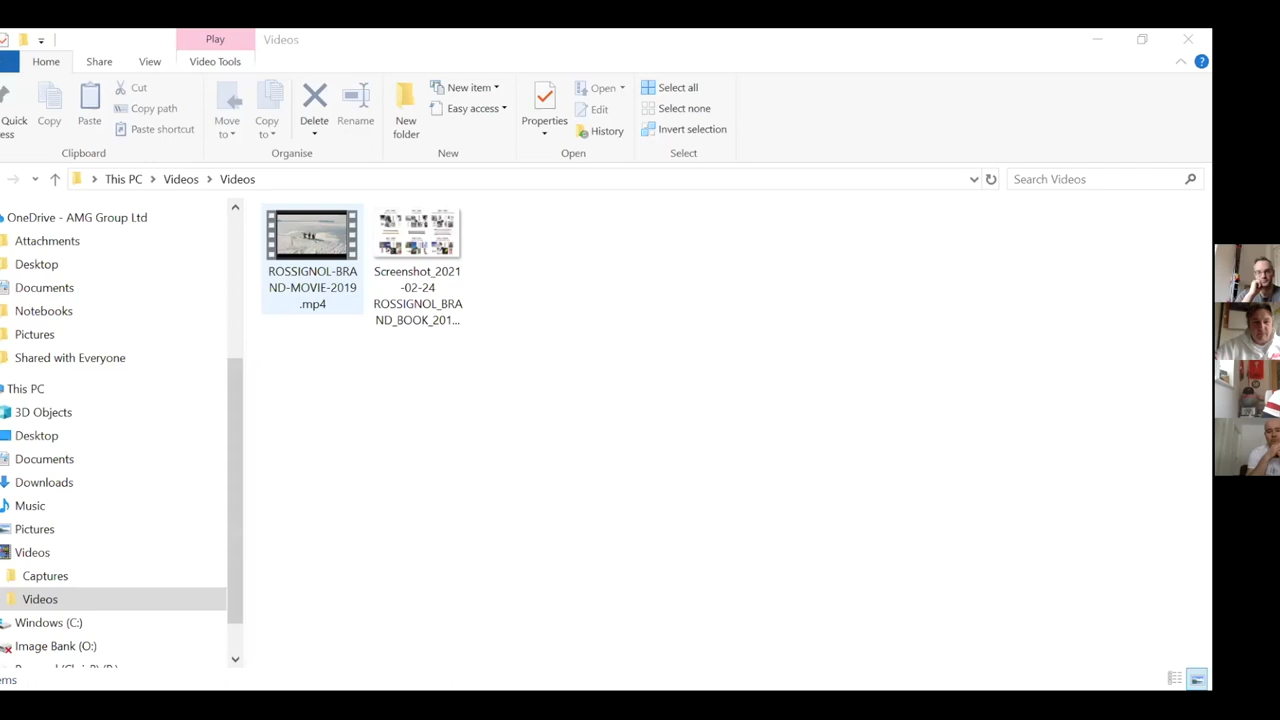 Play
Videos
Home
Share
View
Video Tools
Quick
ess
Copy
Paste
Cut
Copy path
Paste shortcut
Clipboard
Move to
Copy to
Delete
Rename
Organise
New folder
New item
Easy access
New
Properties
Open
Edit
History
Open
Select all
Select none
Invert selection
Select
This PC > Videos > Videos
Search Videos
OneDrive - AMG Group Ltd
Attachments
Desktop
Documents
Notebooks
Pictures
Shared with Everyone
This PC
3D Objects
Desktop
Documents
Downloads
Music
Pictures
Videos
Captures
Videos
Windows (C:)
Image Bank (O:)
ems
ROSSIGNOL-BRA
ND-MOVIE-2019
.mp4
Screenshot_2021
-02-24
ROSSIGNOL_BRA
ND_BOOK_201...